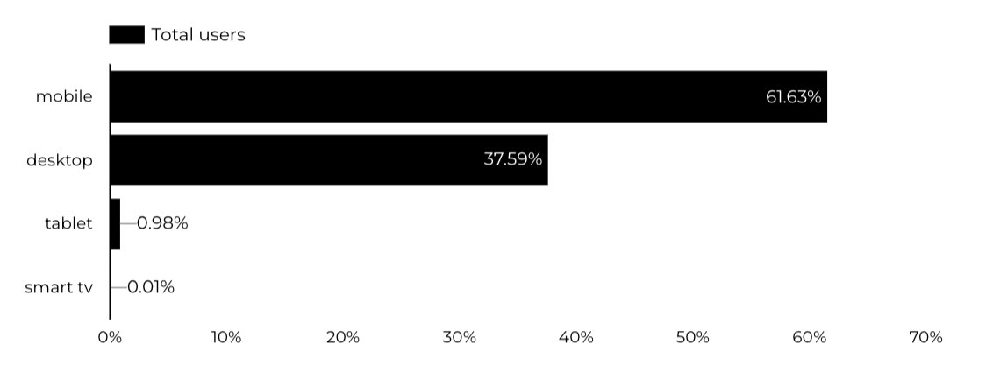 Total users
mobile
61.63%
desktop
37.59%
tablet
0.98%
smart tv
0.01%
0% 10% 20% 30% 40% 50% 60% 70%